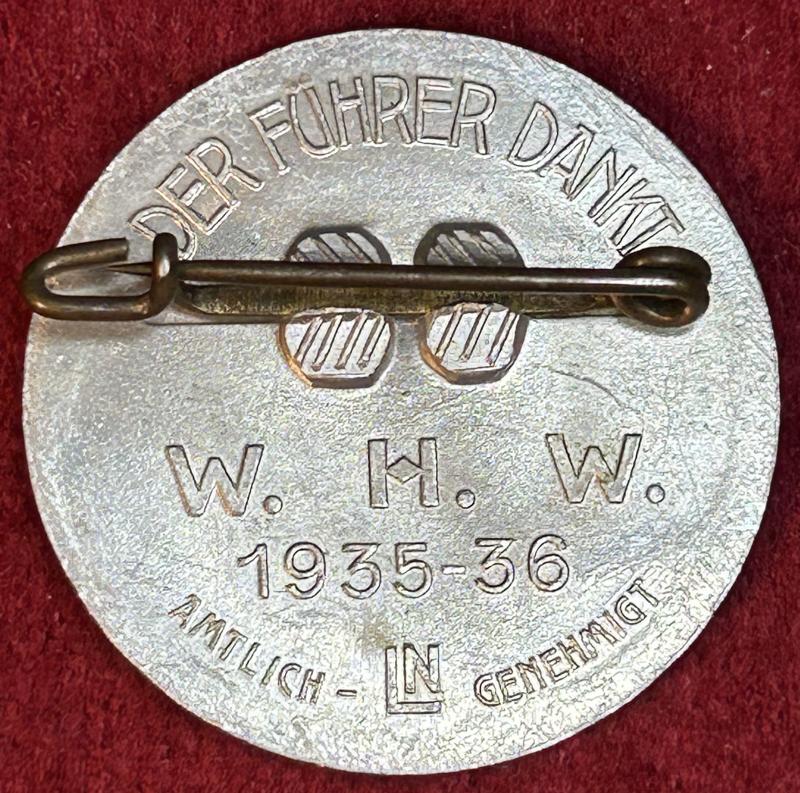 DER FÜHRER DANKT
W. H. W.
1935-36
AMTLICH - LN GENEHMIGT